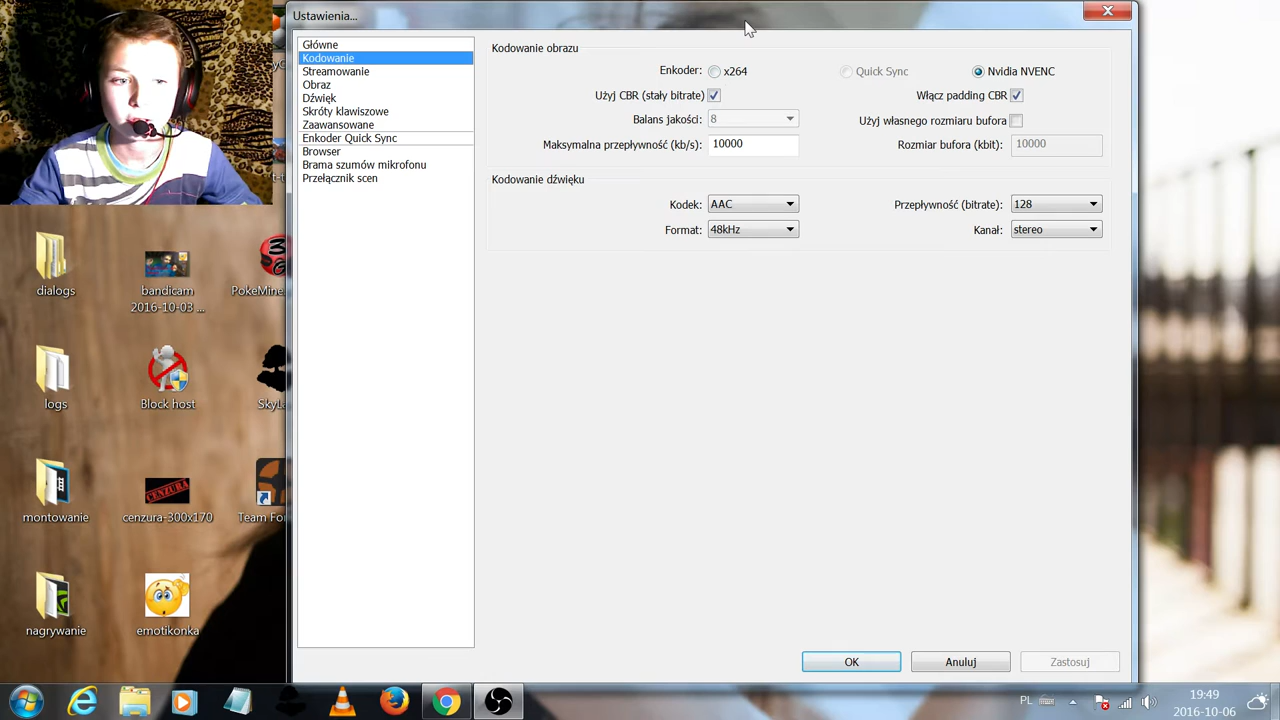 Ustawienia...
Główne
Kodowanie
Streamowanie
Obraz
Dźwięk
Skróty klawiszowe
Zaawansowane
Enkoder Quick Sync
Browser
Brama szumów mikrofonu
Przełącznik scen
Kodowanie obrazu
Enkoder: x264 Quick Sync Nvidia NVENC
Użyj CBR (stały bitrate) Włącz padding CBR
Balans jakości: 8 Użyj własnego rozmiaru bufora
Maksymalna przepływność (kb/s): 10000 Rozmiar bufora (kbit): 10000
Kodowanie dźwięku
Kodek: AAC Przepływność (bitrate): 128
Format: 48kHz Kanał: stereo
OK Anuluj Zastosuj
dialogs
bandicam
2016-10-03 ...
logs
Block host
montowanie
CENZURA
cenzura-300x170
nagrywanie
emotikonka
PL
19:49
2016-10-06